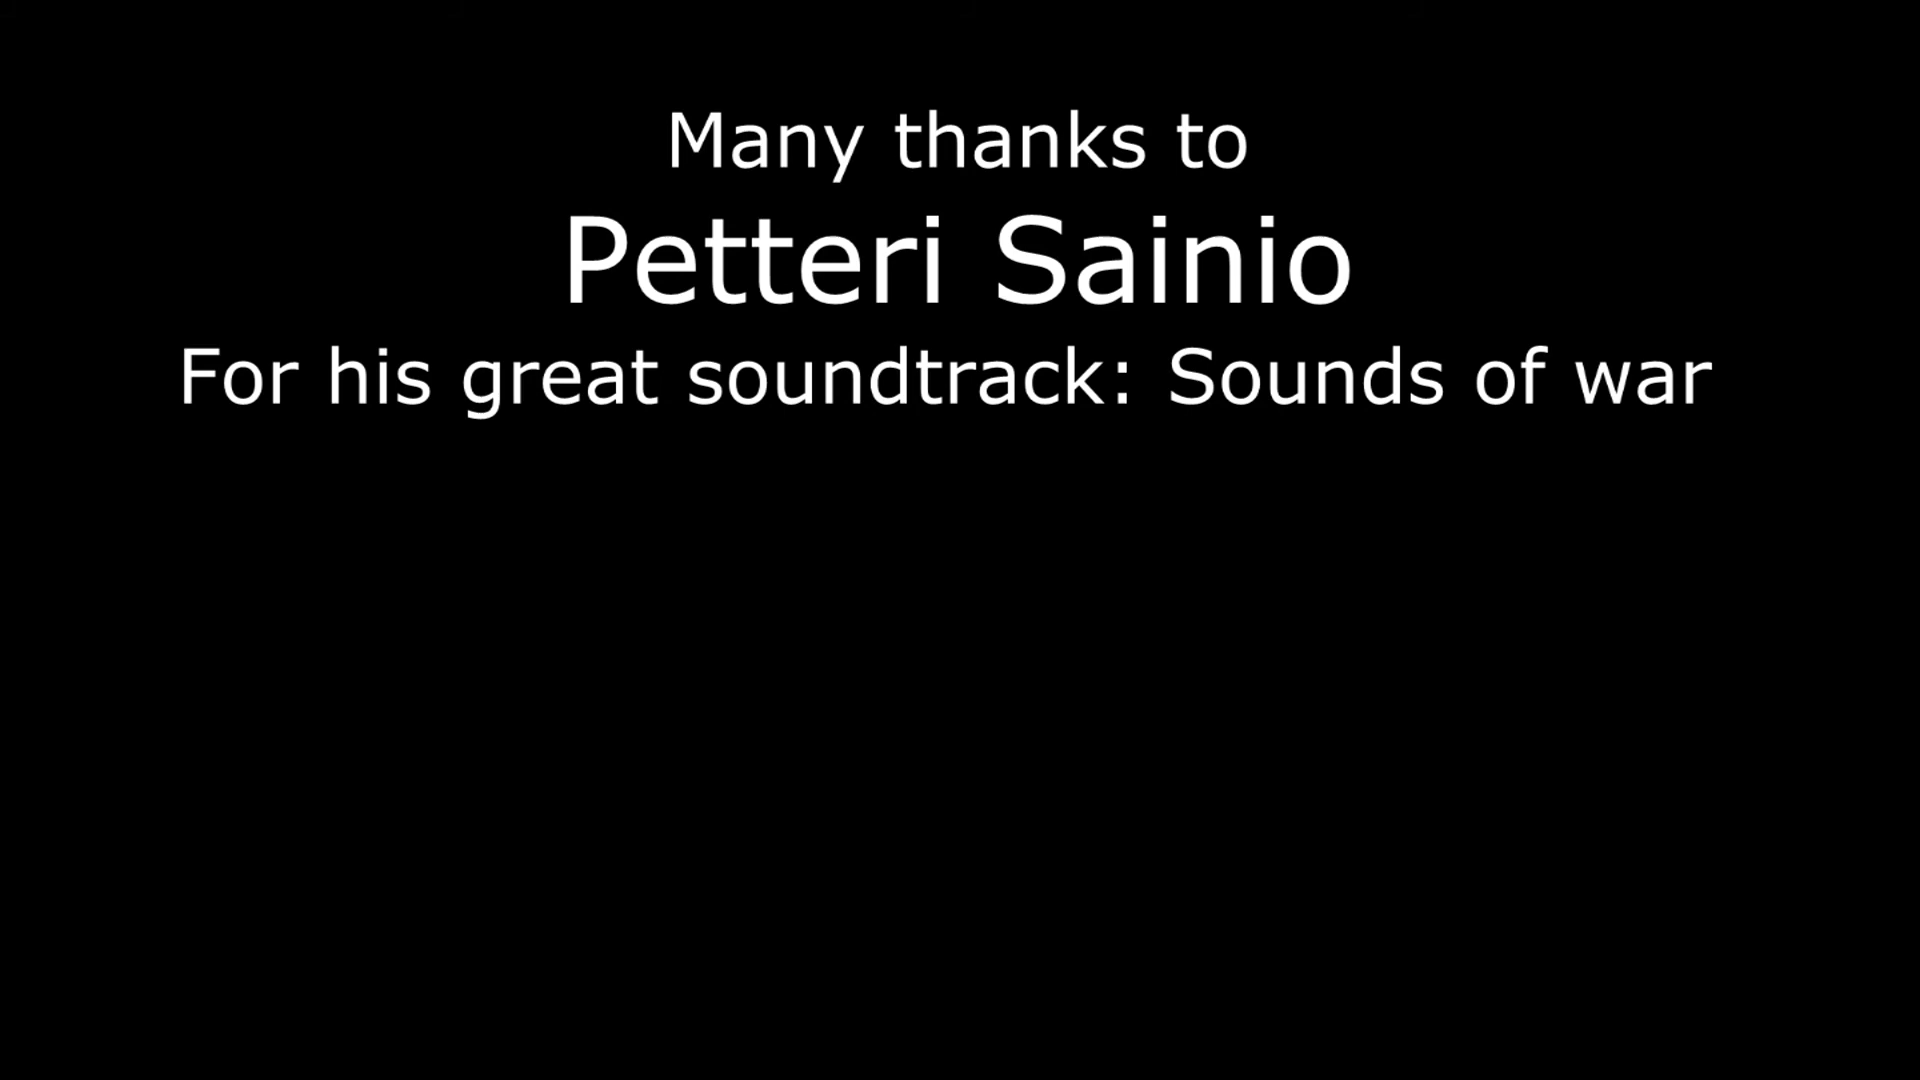 Many thanks to
Petteri Sainio
For his great soundtrack: Sounds of war